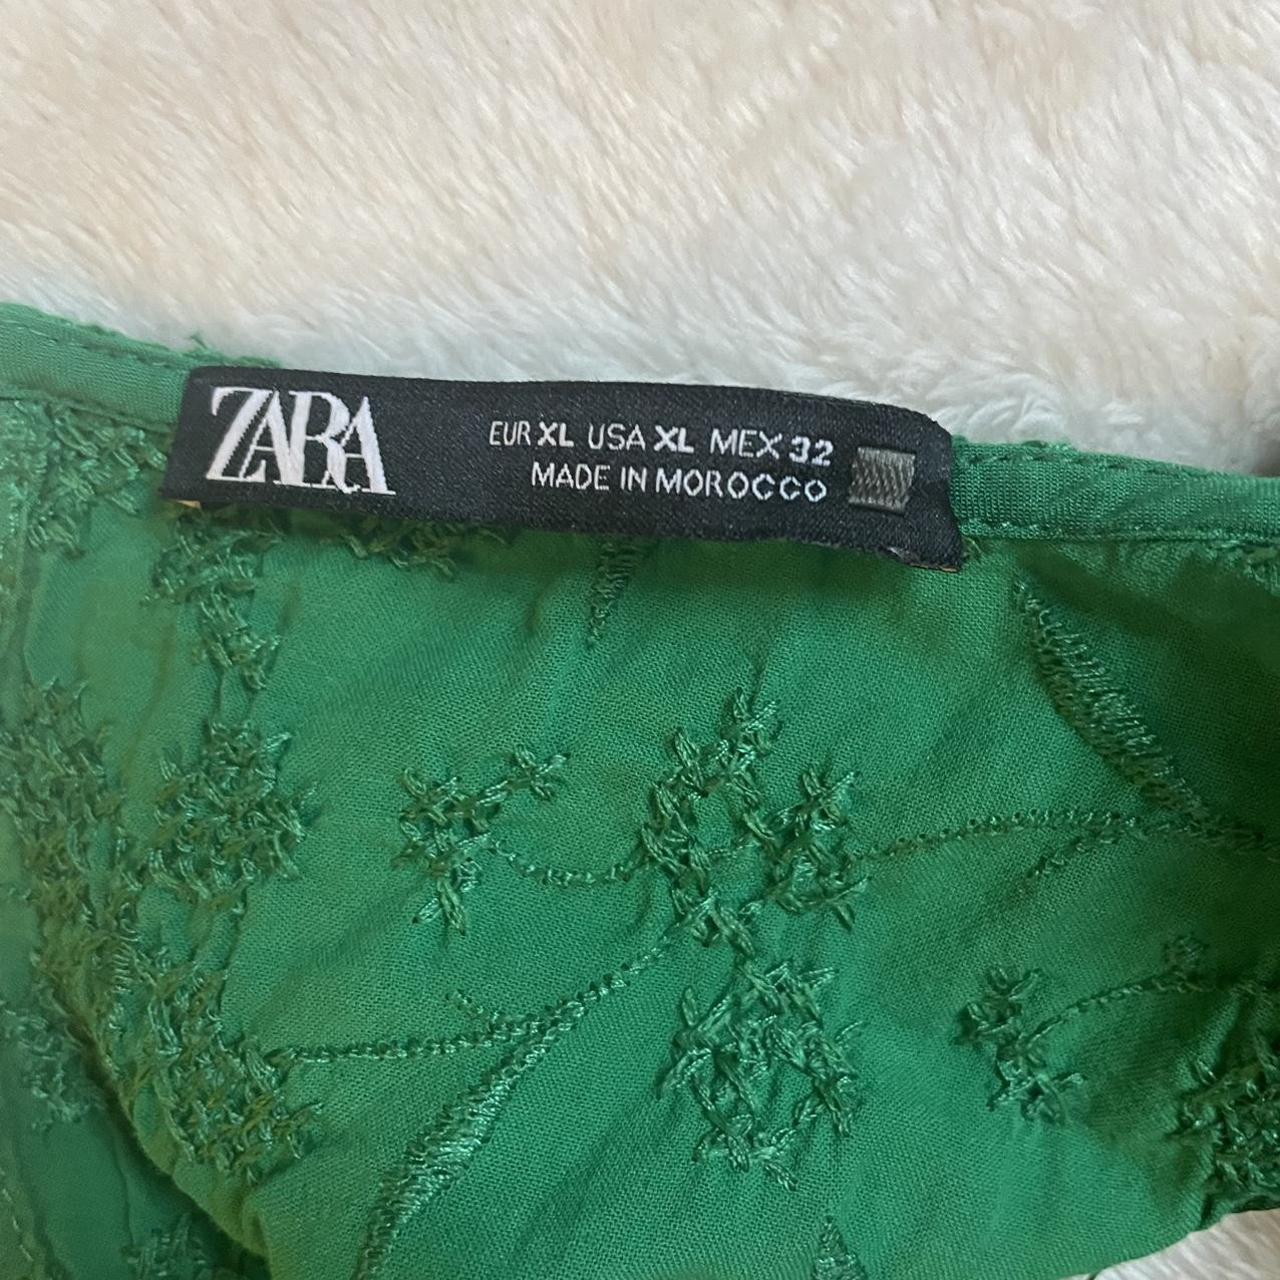 ZARA
EUR XL USA XL MEX 32
MADE IN MOROCCO